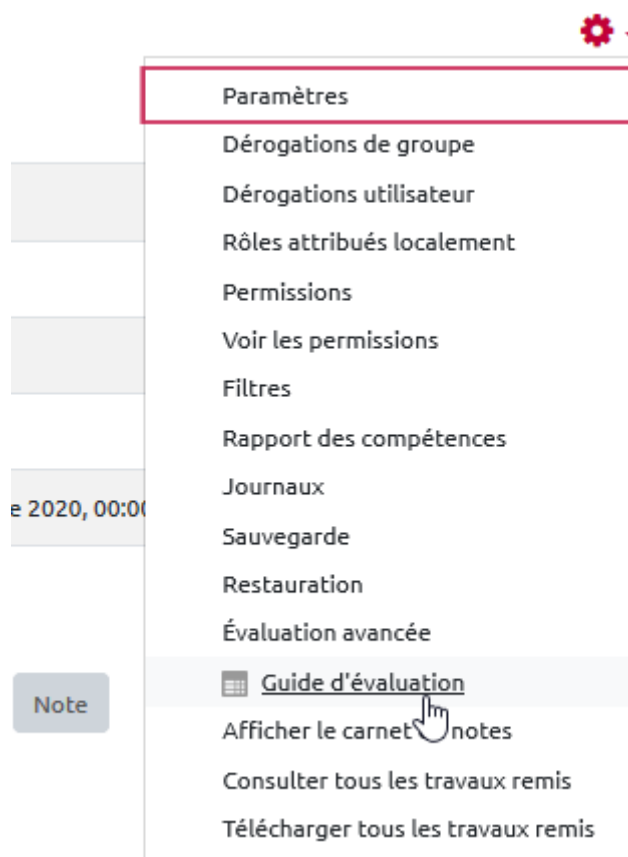 Paramètres
Dérogations de groupe
Dérogations utilisateur
Rôles attribués localement
Permissions
Voir les permissions
Filtres
Rapport des compétences
Journaux
e 2020, 00:00
Sauvegarde
Restauration
Évaluation avancée
Guide d'évaluation
Note
Afficher le carnet notes
Consulter tous les travaux remis
Télécharger tous les travaux remis